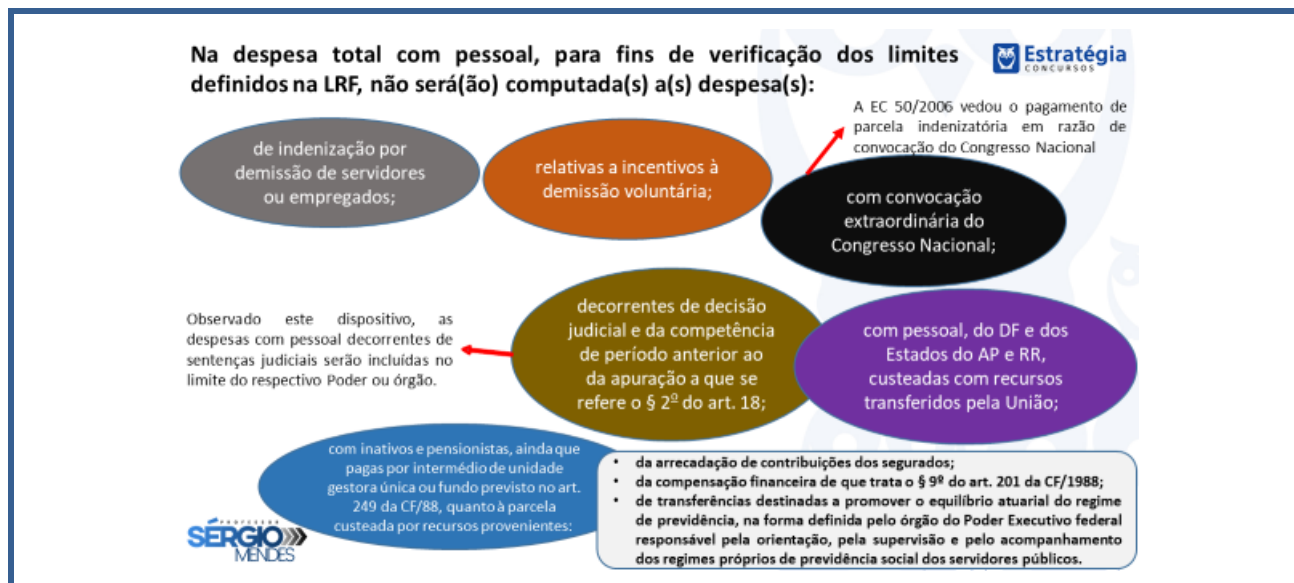 Na despesa total com pessoal, para fins de verificação dos limites
definidos na LRF, não será(ão) computada(s) a(s) despesa(s):
Estratégia
CONCURSOS
A EC 50/2006 vedou o pagamento de
parcela indenizatória em razão de
convocação do Congresso Nacional
de indenização por
demissão de servidores
ou empregados;
relativas a incentivos à
demissão voluntária;
com convocação
extraordinária do
Congresso Nacional;
Observado este dispositivo, as
despesas com pessoal decorrentes de
sentenças judiciais serão incluídas no
limite do respectivo Poder ou órgão.
decorrentes de decisão
judicial e da competência
de período anterior ao
da apuração a que se
refere o § 2º do art. 18;
com pessoal, do DF e dos
Estados do AP e RR,
custeadas com recursos
transferidos pela União;
com inativos e pensionistas, ainda que
pagas por intermédio de unidade
gestora única ou fundo previsto no art.
249 da CF/88, quanto à parcela
custeada por recursos provenientes:
• da arrecadação de contribuições dos segurados;
• da compensação financeira de que trata o § 9º do art. 201 da CF/1988;
• de transferências destinadas a promover o equilíbrio atuarial do regime
de previdência, na forma definida pelo órgão do Poder Executivo federal
responsável pela orientação, pela supervisão e pelo acompanhamento
dos regimes próprios de previdência social dos servidores públicos.
PROFESSOR
SÉRGIO
MENDES